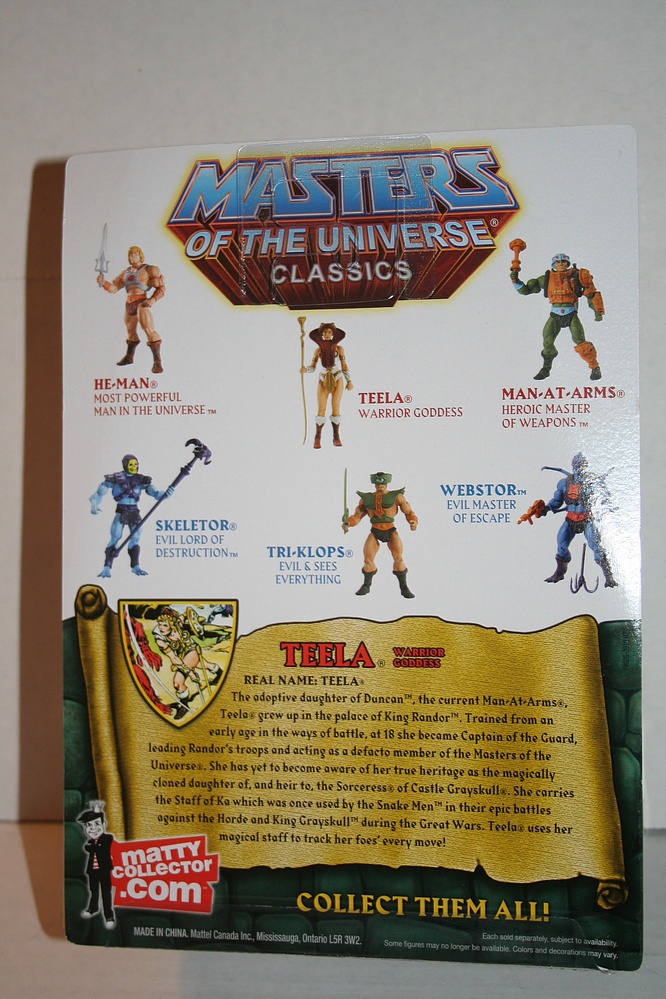 MASTERS
OF THE UNIVERSE®
CLASSICS
HE-MAN®
MOST POWERFUL
MAN IN THE UNIVERSE™
TEELA®
WARRIOR GODDESS
MAN-AT-ARMS®
HEROIC MASTER
OF WEAPONS™
SKELETOR®
EVIL LORD OF
DESTRUCTION™
TRI-KLOPS®
EVIL & SEES
EVERYTHING
WEBSTOR™
EVIL MASTER
OF ESCAPE
TEELA® WARRIOR GODDESS
REAL NAME: TEELA®
The adoptive daughter of Duncan™, the current Man-At-Arms®,
Teela® grew up in the palace of King Randor™. Trained from an
early age in the ways of battle, at 18 she became Captain of the Guard,
leading Randor's troops and acting as a defacto member of the Masters of the
Universe®. She has yet to become aware of her true heritage as the magically
cloned daughter of, and heir to, the Sorceress® of Castle Grayskull®. She carries
the Staff of Ka which was once used by the Snake Men™ in their epic battles
against the Horde and King Grayskull™ during the Great Wars. Teela® uses her
magical staff to track her foes' every move!
matty
collector
.com
COLLECT THEM ALL!
MADE IN CHINA. Mattel Canada Inc., Mississauga, Ontario L5R 3W2.
Each sold separately, subject to availability.
Some figures may no longer be available. Colors and decorations may vary.